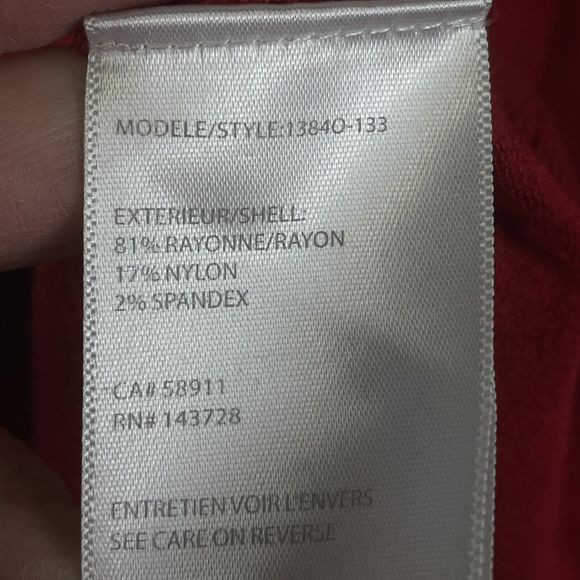 MODELE/STYLE:13840-133
EXTERIEUR/SHELL:
81% RAYONNE/RAYON
17% NYLON
2% SPANDEX
CA# 58911
RN# 143728
ENTRETIEN VOIR L'ENVERS
SEE CARE ON REVERSE